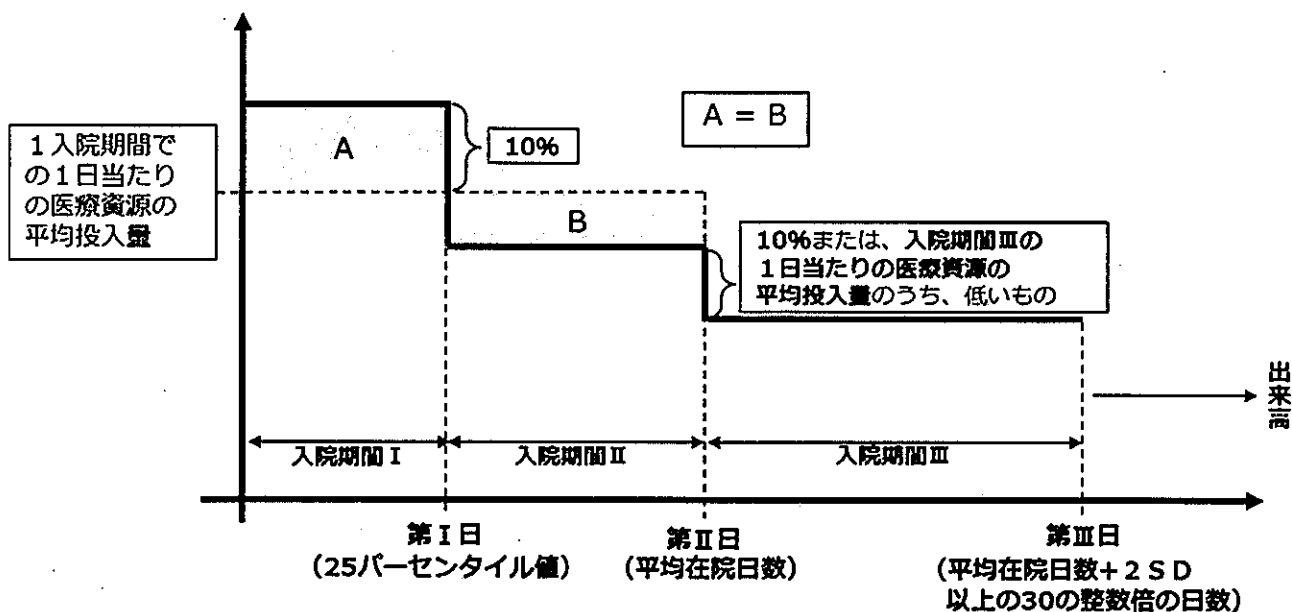 1入院期間で
の1日当たり
の医療資源の
平均投入量
A
10%
A = B
B
10%または、入院期間Ⅲの
1日当たりの医療資源の
平均投入量のうち、低いもの
出来高
入院期間Ⅰ
入院期間Ⅱ
入院期間Ⅲ
第Ⅰ日
(25パーセンタイル値)
第Ⅱ日
(平均在院日数)
第Ⅲ日
(平均在院日数+2SD
以上の30の整数倍の日数)